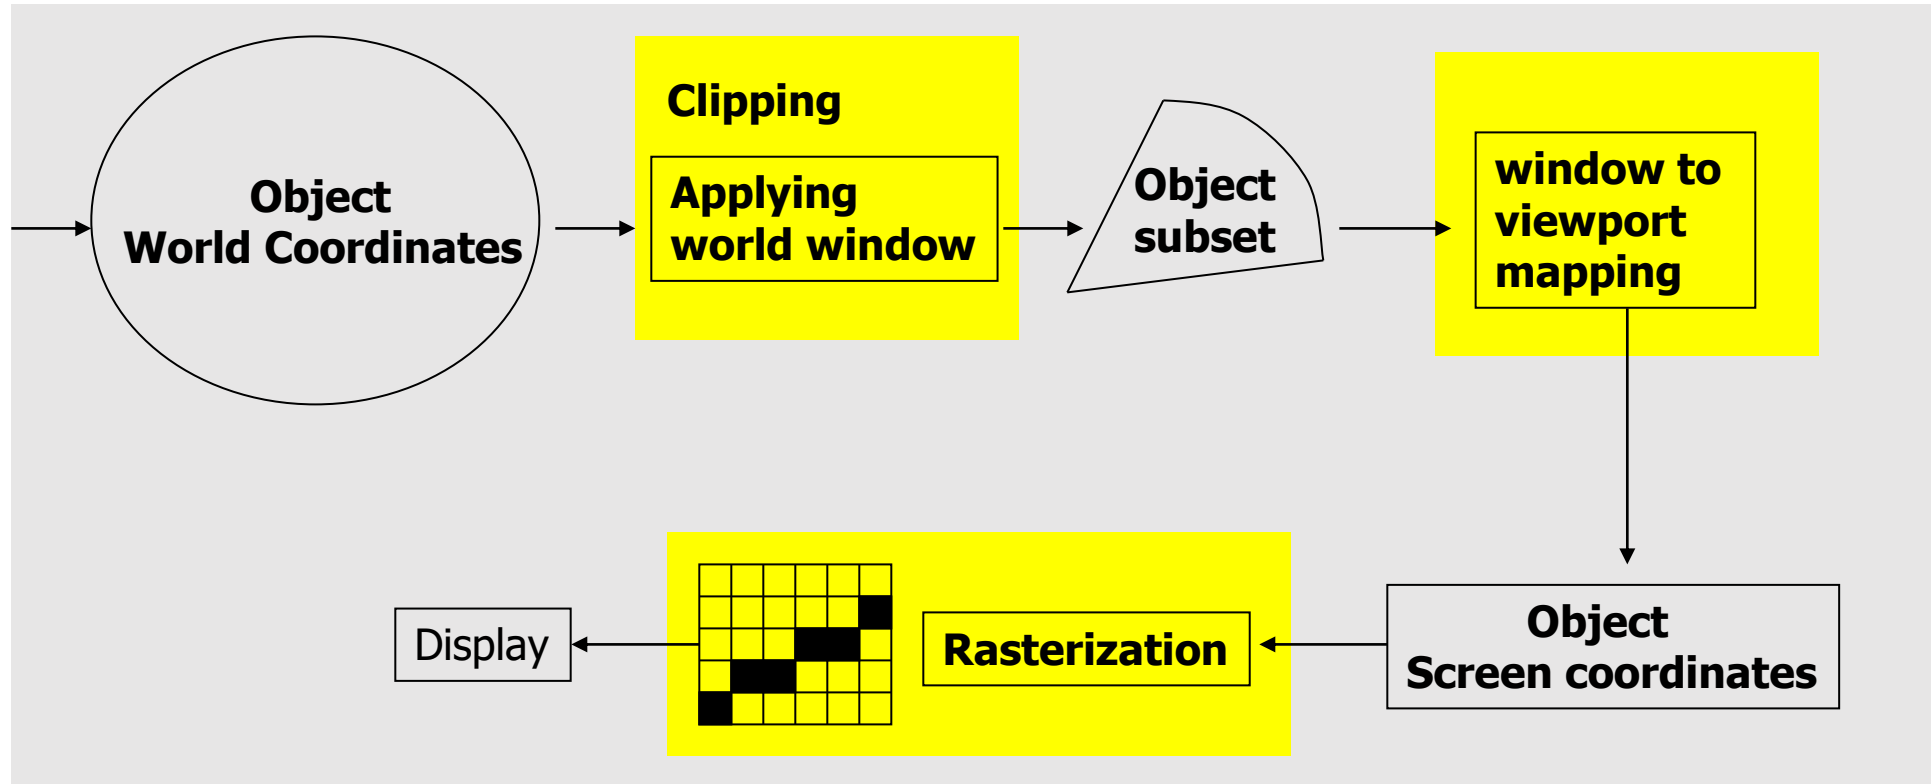 Object
World Coordinates
Clipping
Applying
world window
Object
subset
window to
viewport
mapping
Object
Screen coordinates
Rasterization
Display